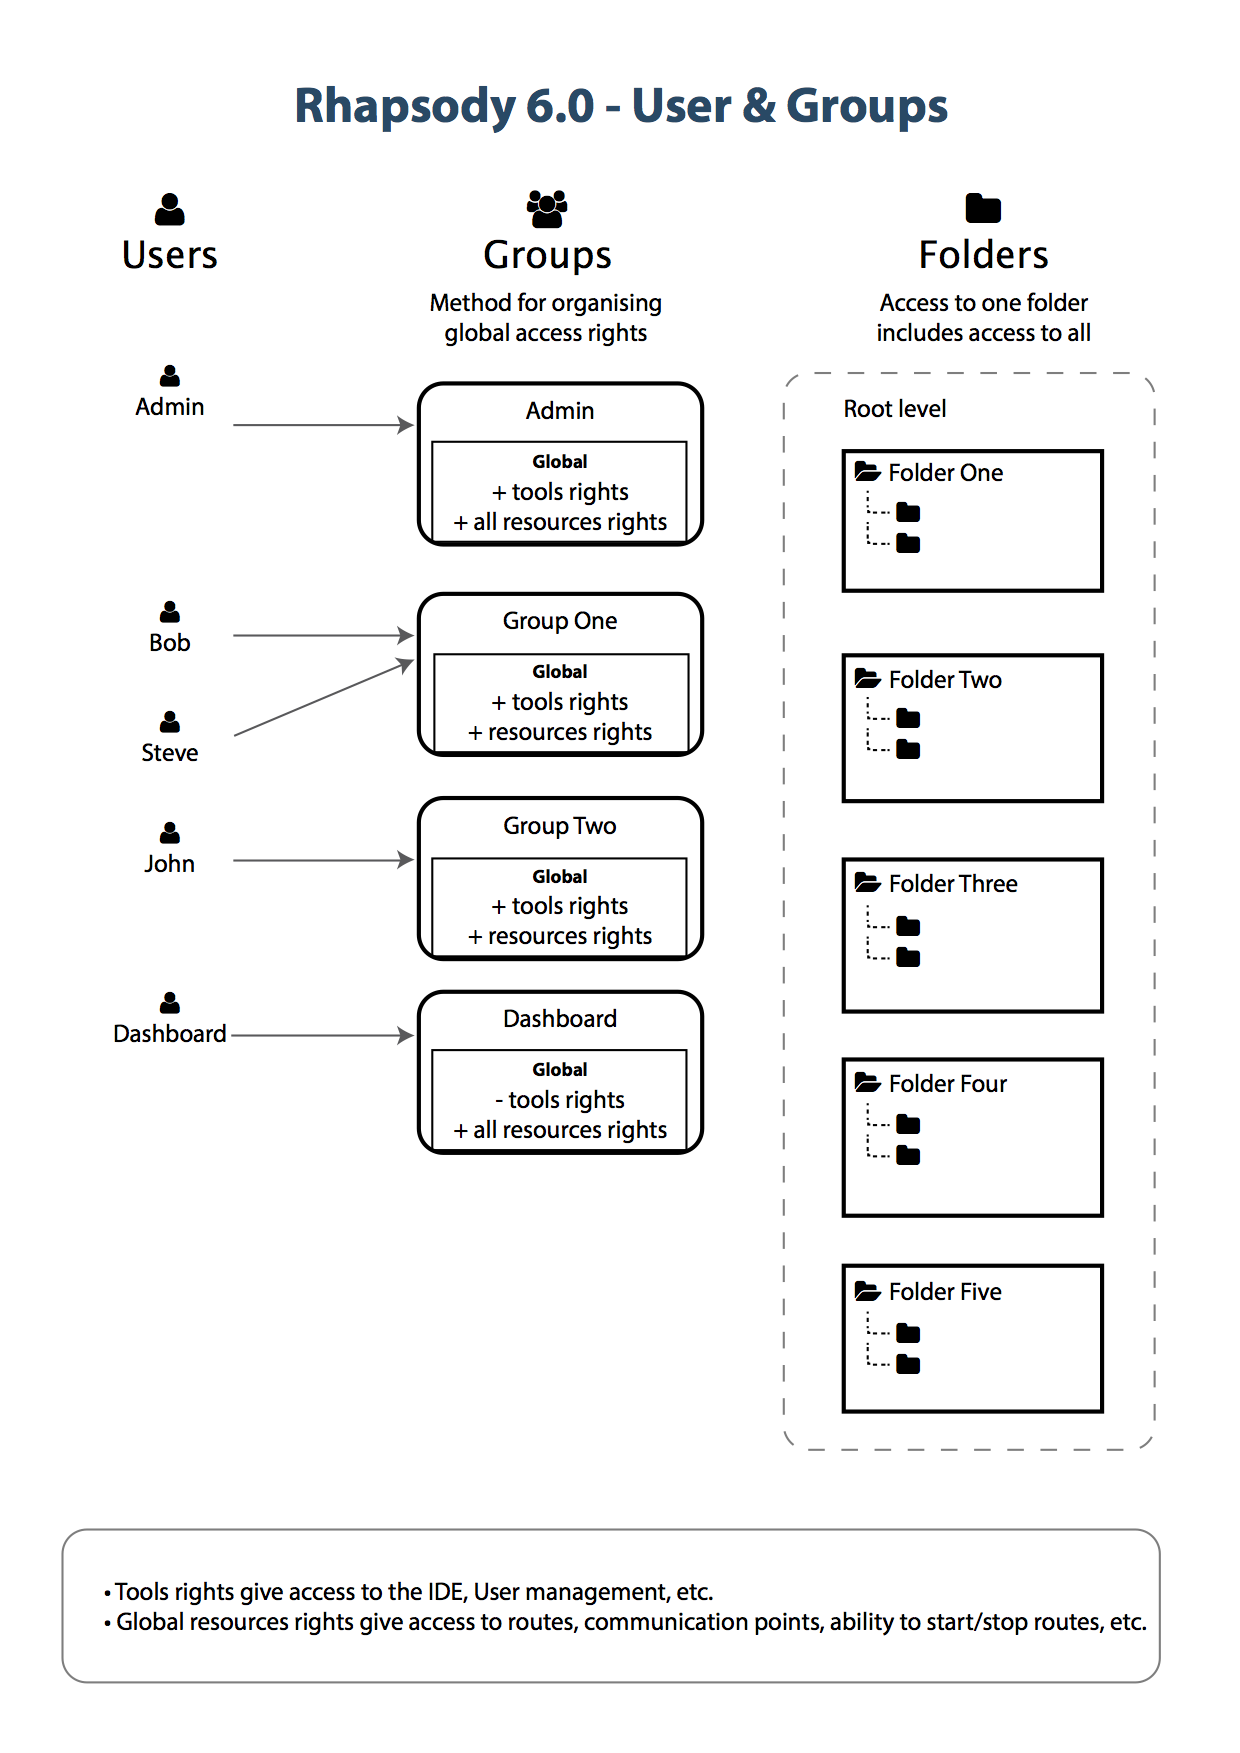 Rhapsody 6.0 - User & Groups
Users
Groups
Method for organising
global access rights
Folders
Access to one folder
includes access to all
Admin
Bob
Steve
John
Dashboard
Admin
Global
+ tools rights
+ all resources rights
Group One
Global
+ tools rights
+ resources rights
Group Two
Global
+ tools rights
+ resources rights
Dashboard
Global
- tools rights
+ all resources rights
Root level
Folder One
Folder Two
Folder Three
Folder Four
Folder Five
• Tools rights give access to the IDE, User management, etc.
• Global resources rights give access to routes, communication points, ability to start/stop routes, etc.